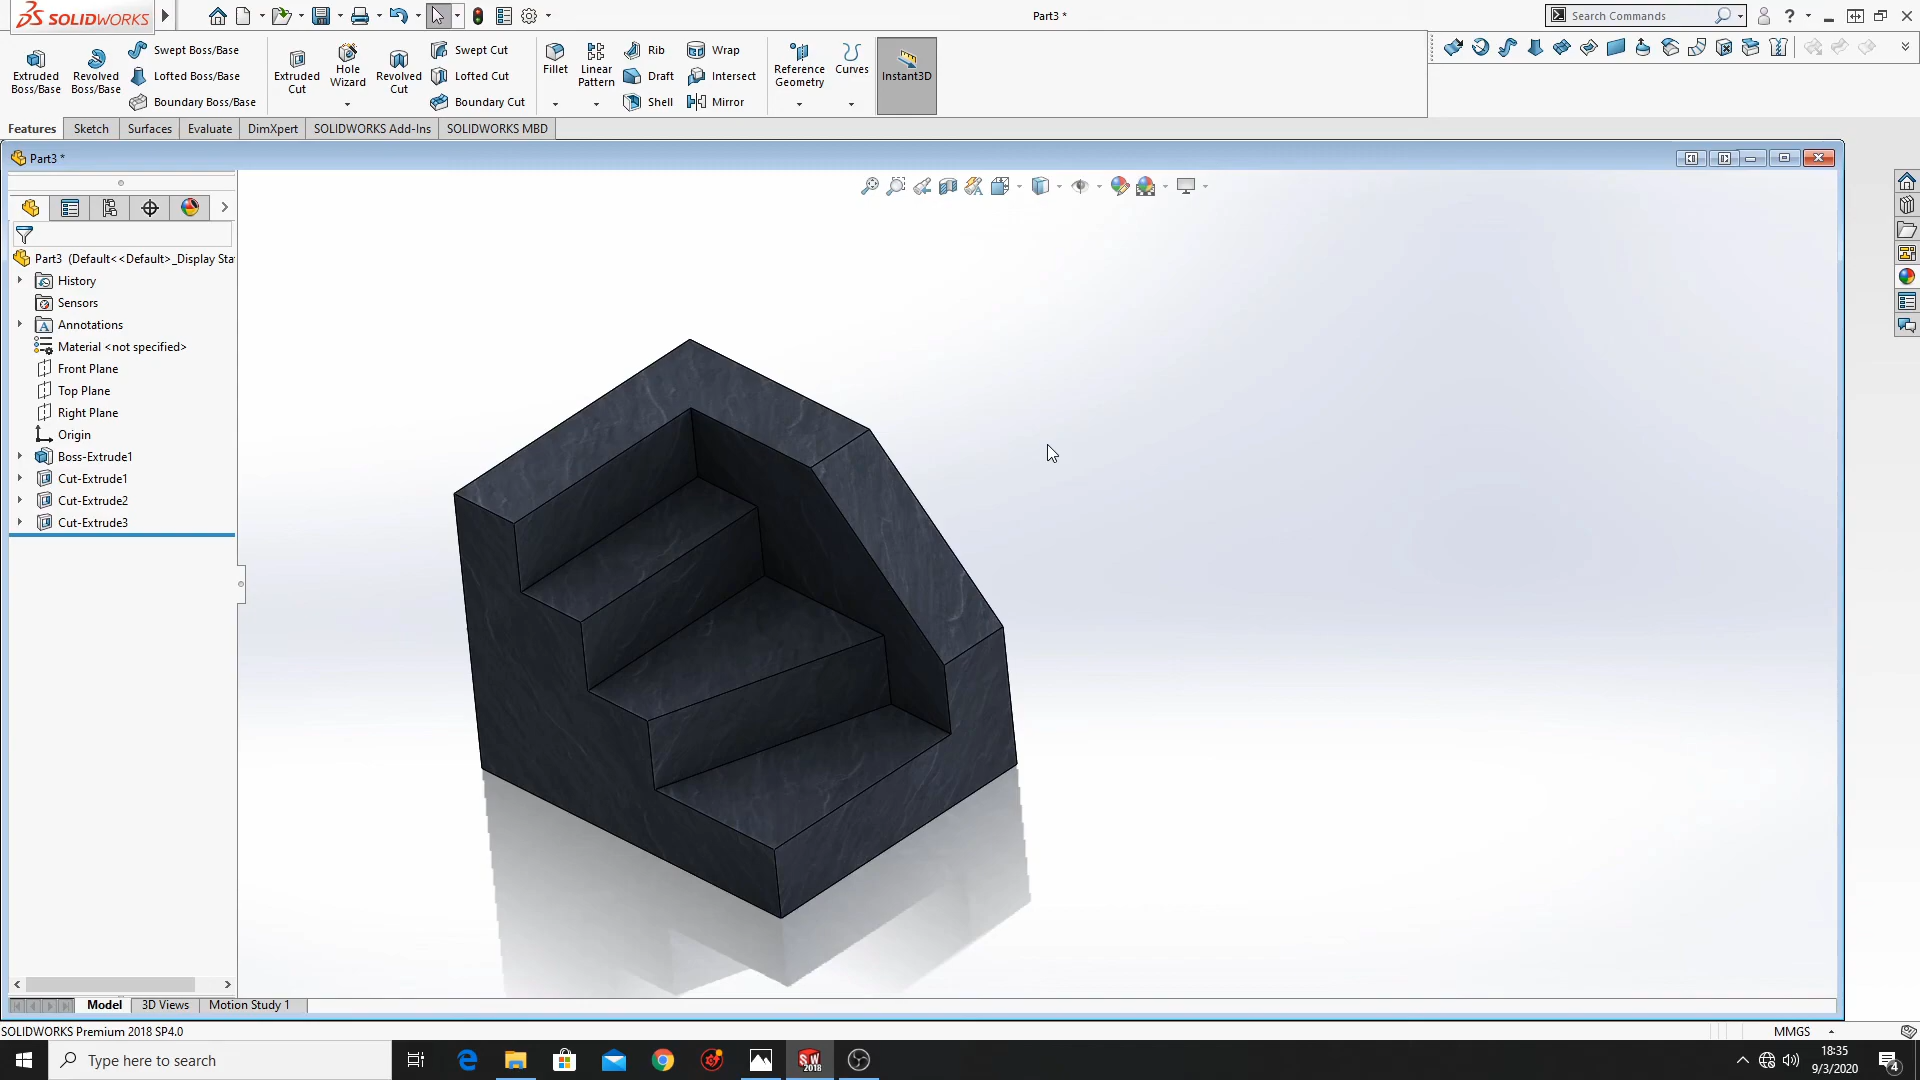 SOLIDWORKS
Part3 *
Search Commands
Extruded Boss/Base
Revolved Boss/Base
Swept Boss/Base
Lofted Boss/Base
Boundary Boss/Base
Extruded Cut
Hole Wizard
Revolved Cut
Swept Cut
Lofted Cut
Boundary Cut
Fillet
Linear Pattern
Rib
Draft
Shell
Wrap
Intersect
Mirror
Reference Geometry
Curves
Instant3D
Features
Sketch
Surfaces
Evaluate
DimXpert
SOLIDWORKS Add-Ins
SOLIDWORKS MBD
Part3 *
Part3 (Default<<Default>_Display Sta
History
Sensors
Annotations
Material <not specified>
Front Plane
Top Plane
Right Plane
Origin
Boss-Extrude1
Cut-Extrude1
Cut-Extrude2
Cut-Extrude3
Model
3D Views
Motion Study 1
SOLIDWORKS Premium 2018 SP4.0
MMGS
Type here to search
SW 2018
18:35
9/3/2020
4